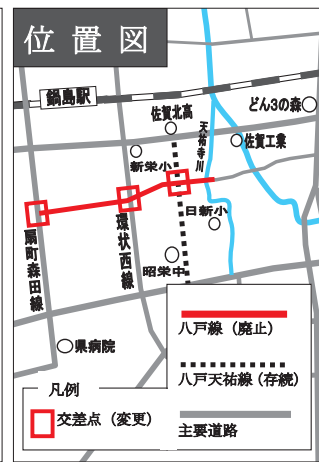 位置図
鍋島駅
どん3の森
佐賀北高
天祐寺川
佐賀工業
新栄小
日新小
扇町森田線
環状西線
昭栄中
県病院
八戸線（廃止）
八戸天祐線（存続）
主要道路
凡例
交差点（変更）